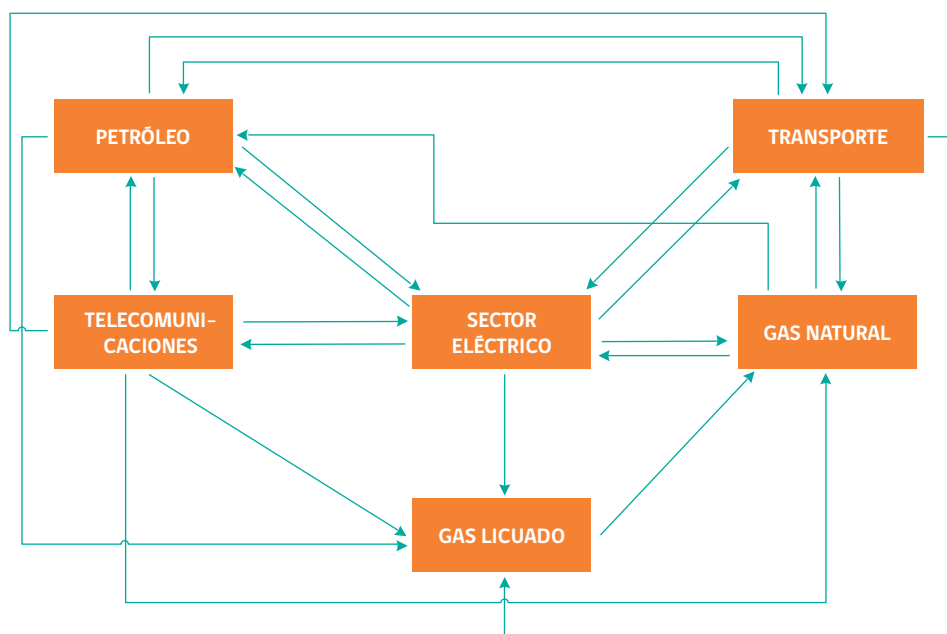 PETRÓLEO
TRANSPORTE
TELECOMUNI-
CACIONES
SECTOR
ELÉCTRICO
GAS NATURAL
GAS LICUADO